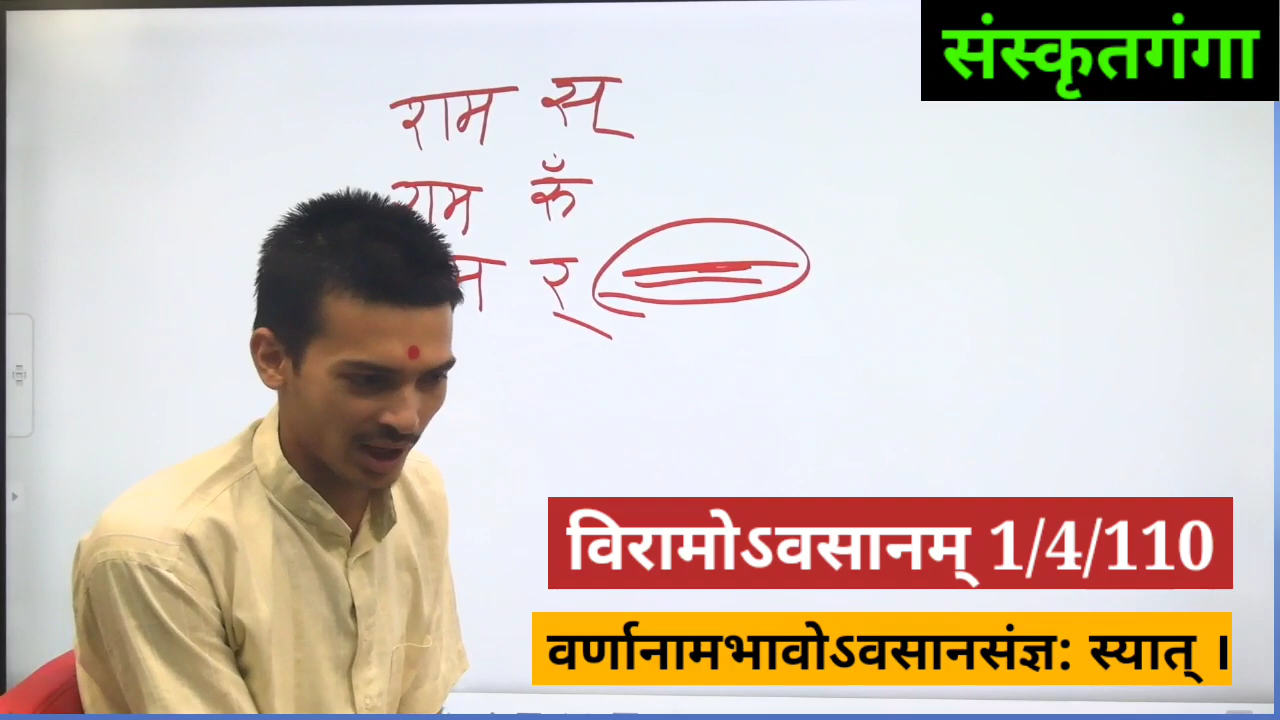 संस्कृतगंगा
राम स्
राम रुँ
म र्
विरामोऽवसानम् 1/4/110
वर्णानामभावोऽवसानसंज्ञः स्यात् ।